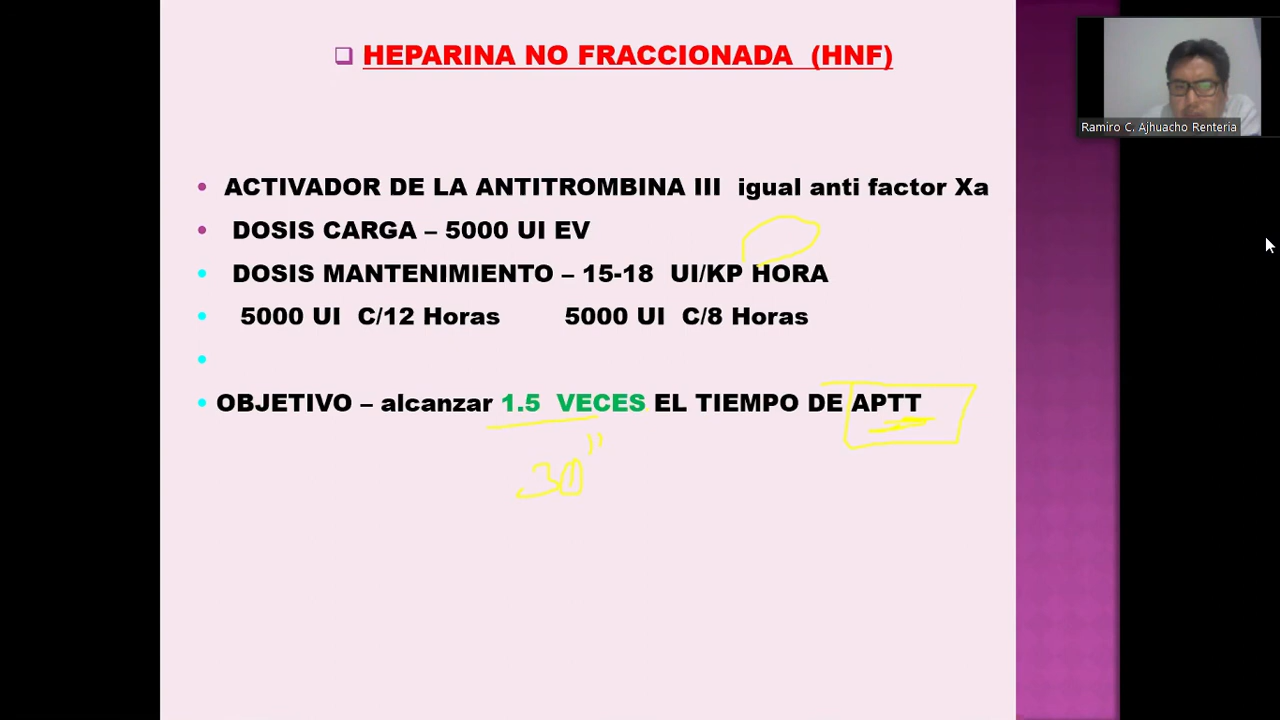 HEPARINA NO FRACCIONADA (HNF)
Ramiro C. Ajhuacho Renteria
ACTIVADOR DE LA ANTITROMBINA III igual anti factor Xa
DOSIS CARGA – 5000 UI EV
DOSIS MANTENIMIENTO – 15-18 UI/KP HORA
5000 UI C/12 Horas 5000 UI C/8 Horas
OBJETIVO – alcanzar 1.5 VECES EL TIEMPO DE APTT
30"